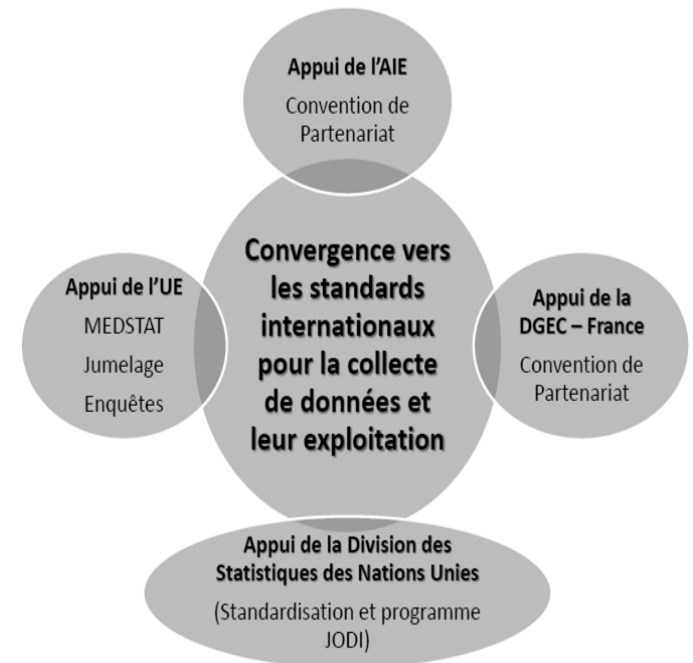 Appui de l'AIE
Convention de
Partenariat
Convergence vers
les standards
internationaux
pour la collecte
de données et
leur exploitation
Appui de l'UE
MEDSTAT
Jumelage
Enquêtes
Appui de la
DGEC – France
Convention de
Partenariat
Appui de la Division des
Statistiques des Nations Unies
(Standardisation et programme
JODI)